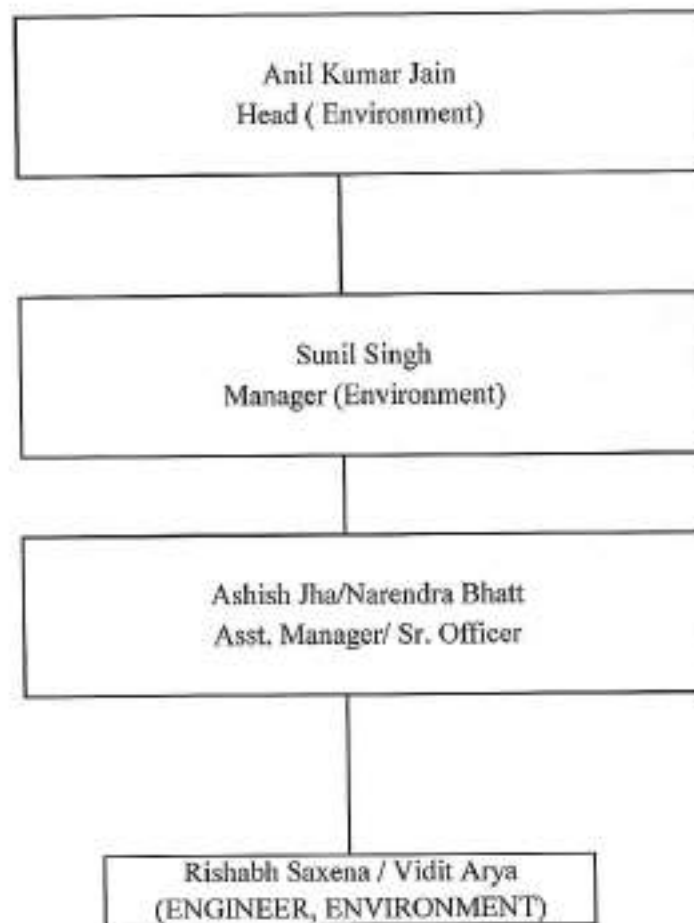 Anil Kumar Jain
Head ( Environment)
Sunil Singh
Manager (Environment)
Ashish Jha/Narendra Bhatt
Asst. Manager/ Sr. Officer
Rishabh Saxena / Vidit Arya
(ENGINEER, ENVIRONMENT)